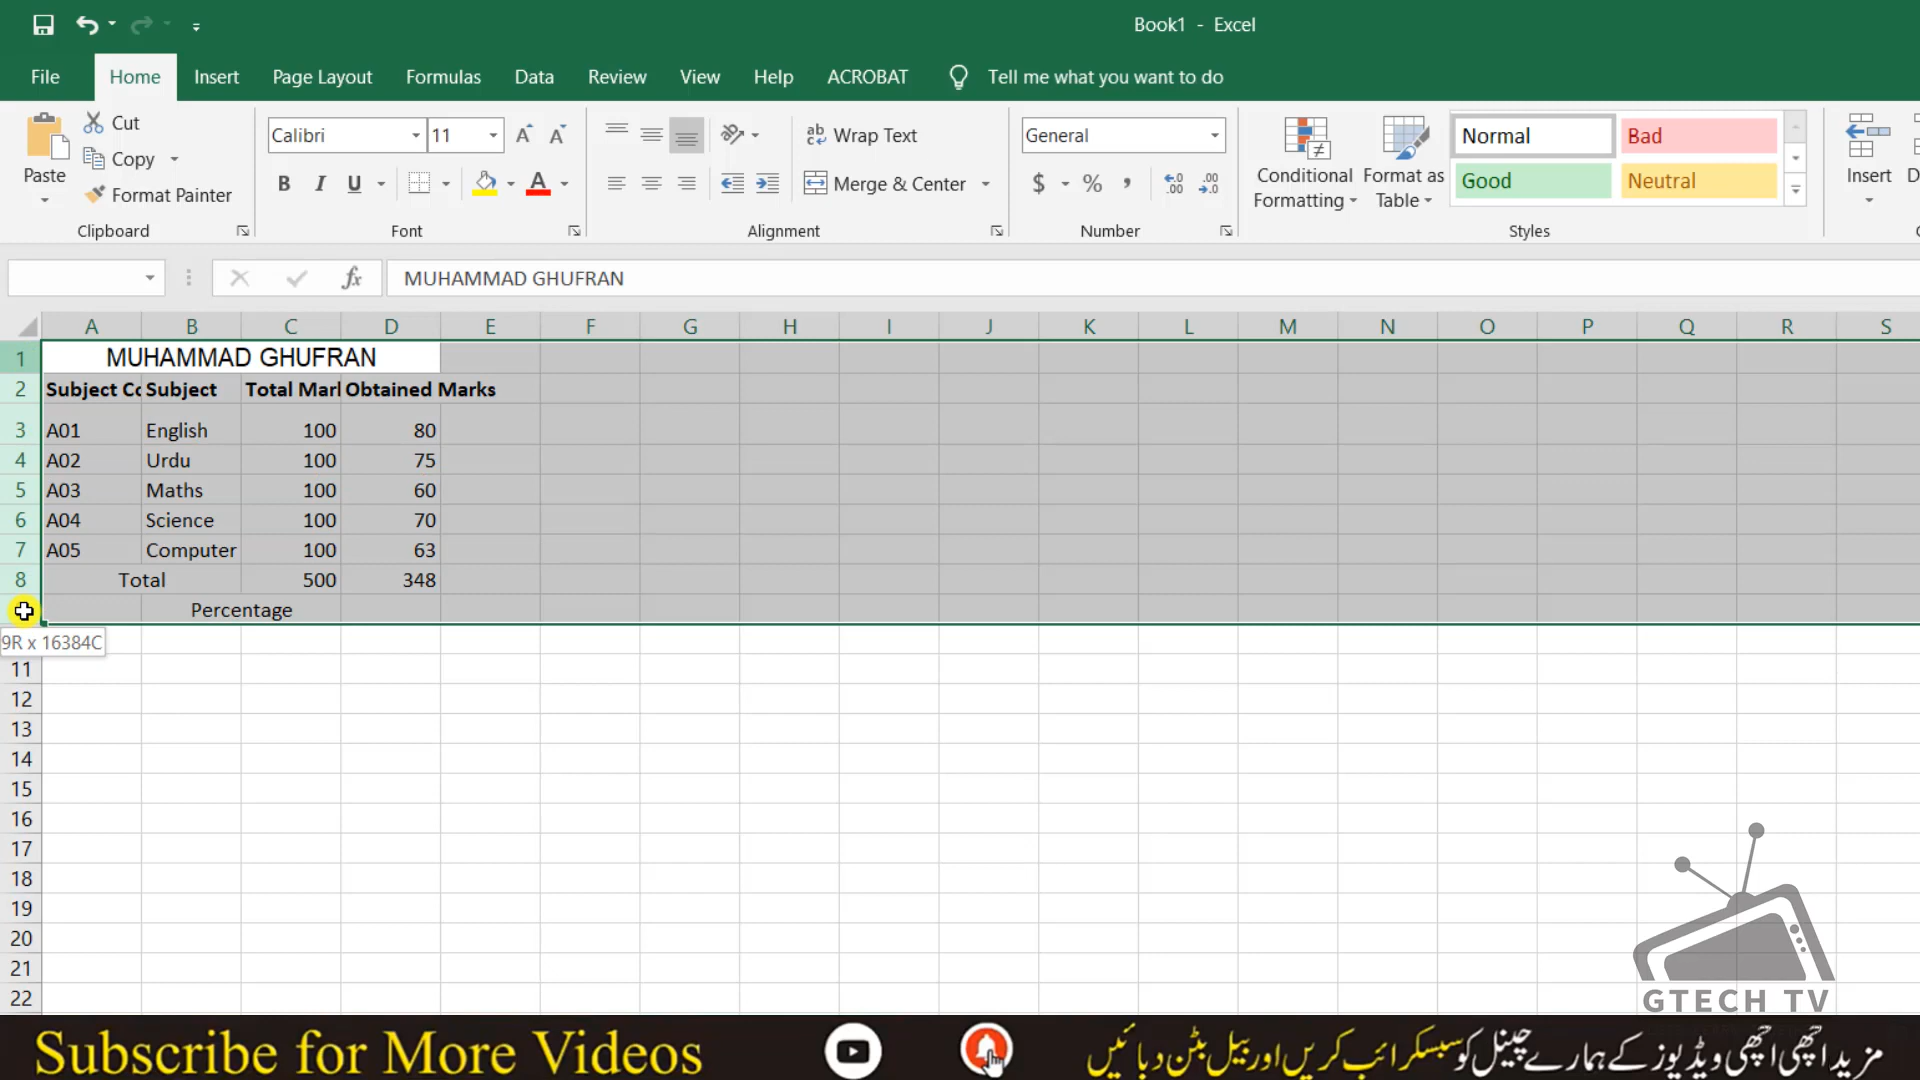 Book1 - Excel
File Home Insert Page Layout Formulas Data Review View Help ACROBAT Tell me what you want to do
Paste
Cut
Copy
Format Painter
Clipboard
Calibri 11
B I U A
Font
Wrap Text
Merge & Center
Alignment
General
$ % ,
Number
Conditional Formatting
Format as Table
Normal Bad
Good Neutral
Styles
Insert
fx MUHAMMAD GHUFRAN
A B C D E F G H I J K L M N O P Q R S
1 MUHAMMAD GHUFRAN
2 Subject Co Subject Total Mar Obtained Marks
3 A01 English 100 80
4 A02 Urdu 100 75
5 A03 Maths 100 60
6 A04 Science 100 70
7 A05 Computer 100 63
8 Total 500 348
Percentage
9R x 16384C
11
12
13
14
15
16
17
18
19
20
21
22
GTECH TV
Subscribe for More Videos
مزید اچھی اچھی ویڈیوز کے ہمارے چینل کو سبسکرائب کریں اور بیل بٹن دبائیں